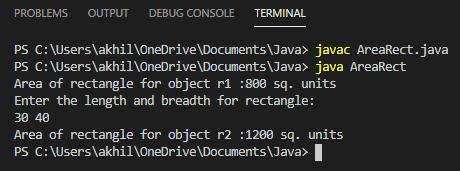 PROBLEMS OUTPUT DEBUG CONSOLE TERMINAL
PS C:\Users\akhil\OneDrive\Documents\Java> javac AreaRect.java
PS C:\Users\akhil\OneDrive\Documents\Java> java AreaRect
Area of rectangle for object r1 :800 sq. units
Enter the length and breadth for rectangle:
30 40
Area of rectangle for object r2 :1200 sq. units
PS C:\Users\akhil\OneDrive\Documents\Java>